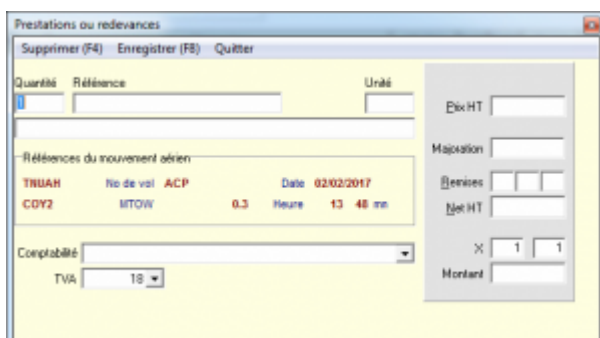 Prestations ou redevances
Supprimer (F4) Enregistrer (F8) Quitter
Quantité Référence Unité
1
Prix HT
Majoration
Remises
Net HT
X 1 1
Montant
Références du mouvement aérien
TNUAH No de vol ACP Date 02/02/2017
COY2 MTOW 0.3 Heure 13 48 mn
Comptabilité
TVA 18